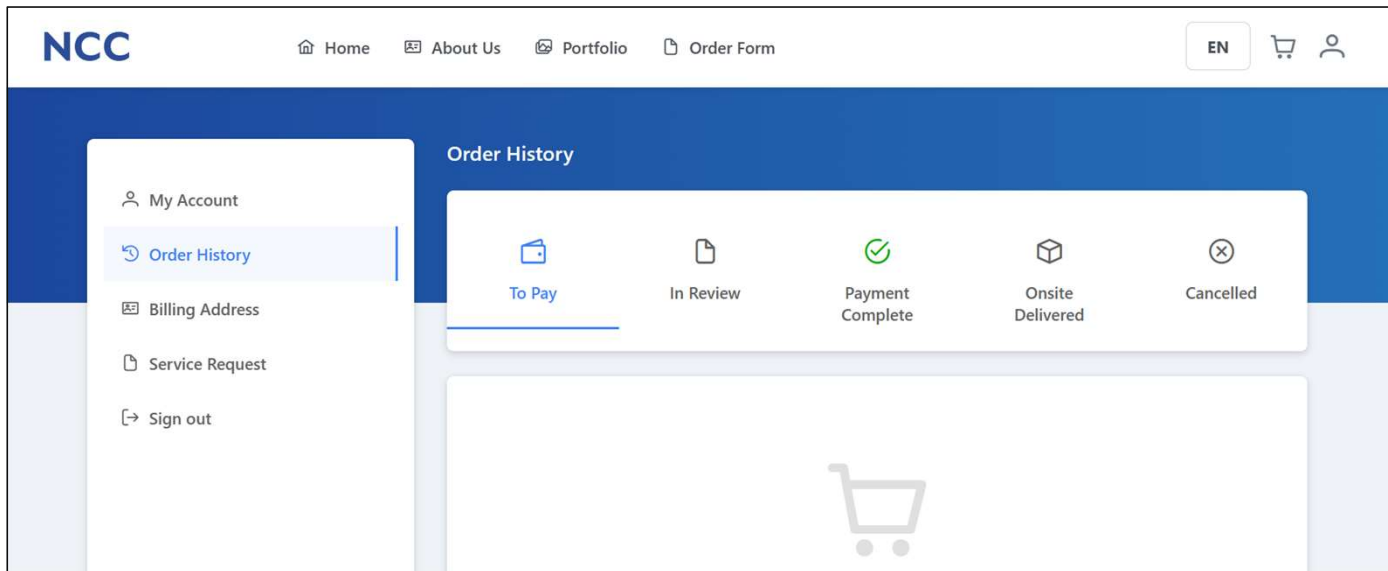 NCC
Home
About Us
Portfolio
Order Form
EN
My Account
Order History
Billing Address
Service Request
Sign out
Order History
To Pay
In Review
Payment
Complete
Onsite
Delivered
Cancelled